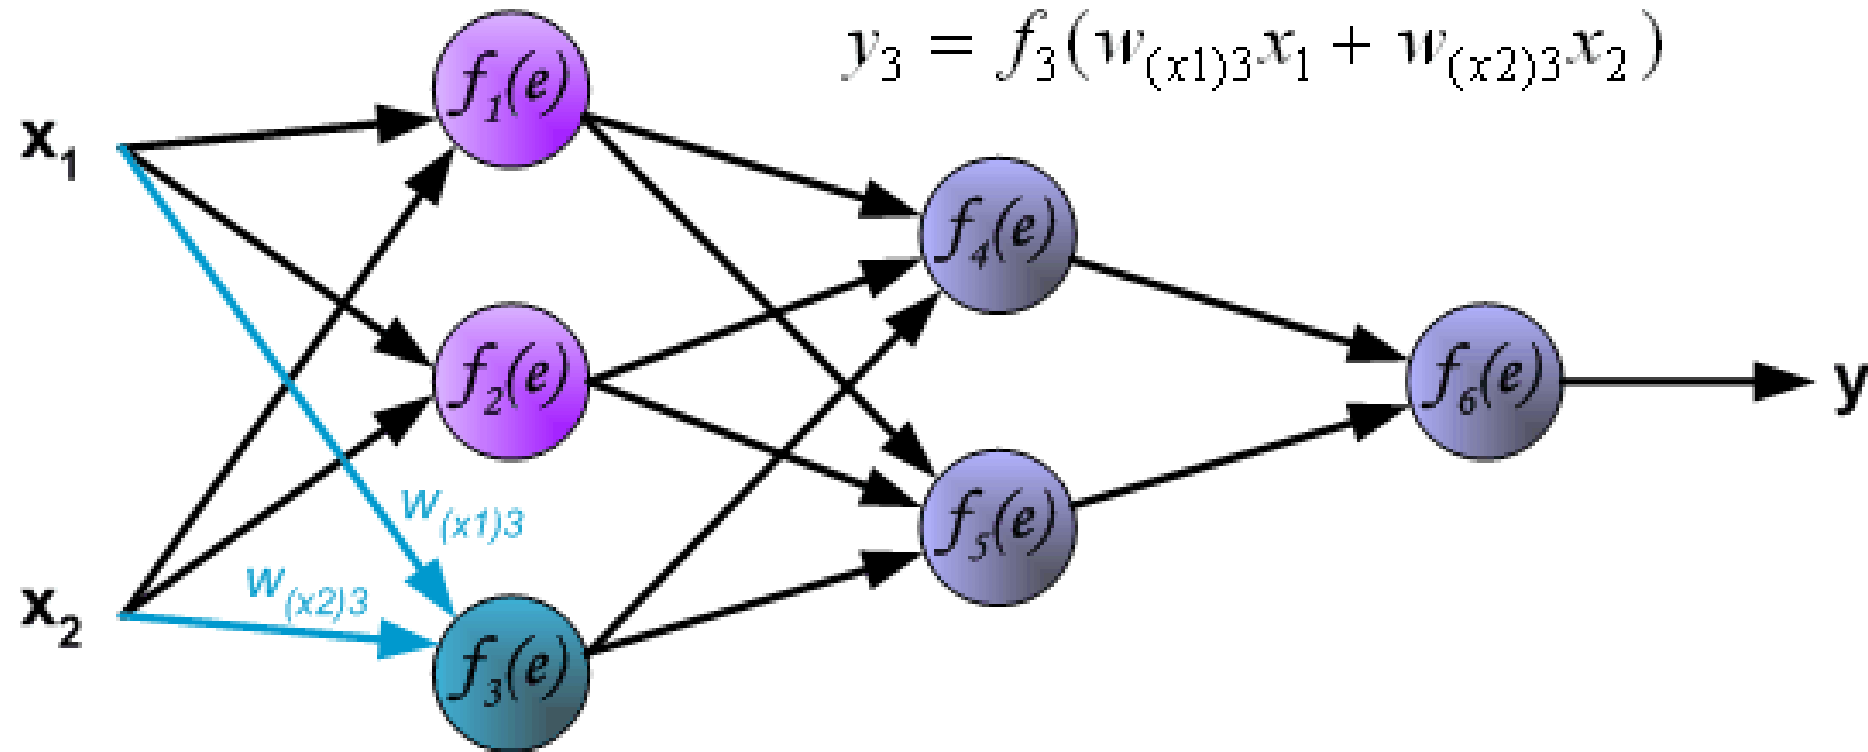 y₃ = f₃(w₍ₓ₁₎₃x₁ + w₍ₓ₂₎₃x₂)
x₁
f₁(e)
f₄(e)
f₂(e)
f₆(e)
y
w₍ₓ₁₎₃
f₅(e)
w₍ₓ₂₎₃
x₂
f₃(e)